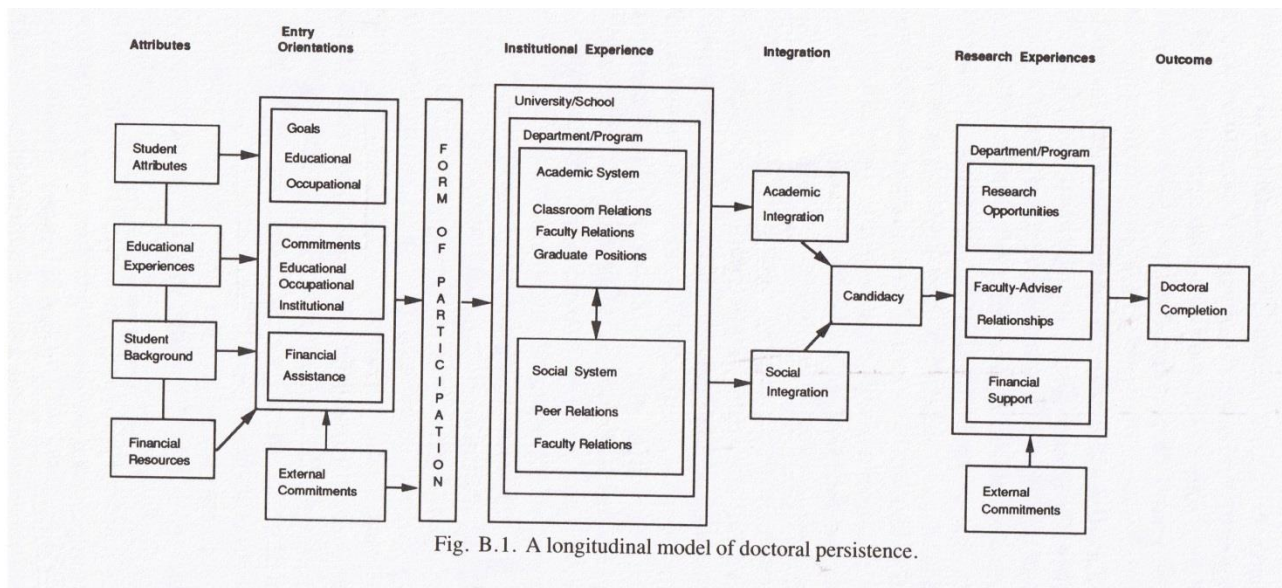 Attributes
Entry
Orientations
Institutional Experience
Integration
Research Experiences
Outcome
Student
Attributes
Educational
Experiences
Student
Background
Financial
Resources
Goals
Educational
Occupational
Commitments
Educational
Occupational
Institutional
Financial
Assistance
External
Commitments
FORM OF PARTICIPATION
University/School
Department/Program
Academic System
Classroom Relations
Faculty Relations
Graduate Positions
Social System
Peer Relations
Faculty Relations
Academic
Integration
Social
Integration
Candidacy
Department/Program
Research
Opportunities
Faculty-Adviser
Relationships
Financial
Support
External
Commitments
Doctoral
Completion
Fig. B.1. A longitudinal model of doctoral persistence.